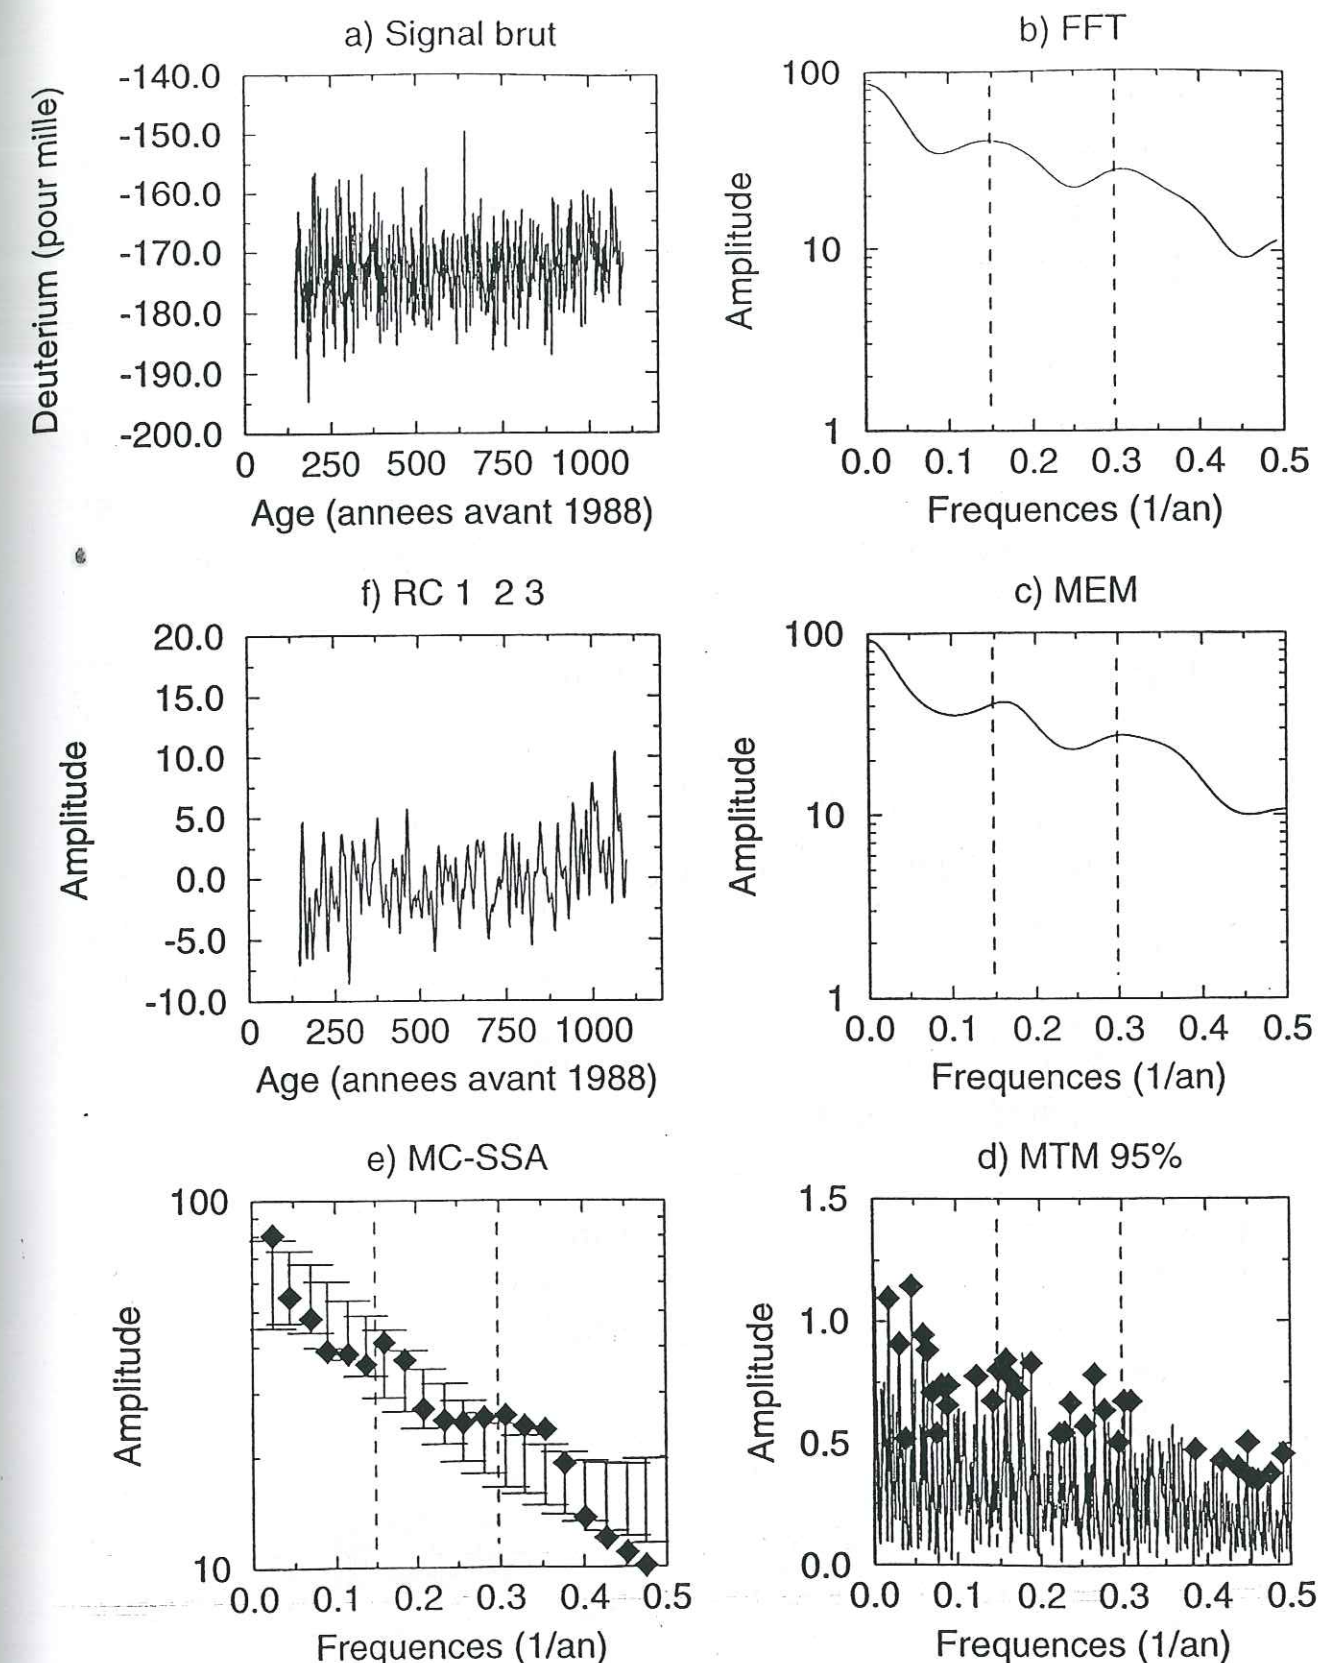 a) Signal brut
Deuterium (pour mille)
-140.0
-150.0
-160.0
-170.0
-180.0
-190.0
-200.0
0 250 500 750 1000
Age (annees avant 1988)
b) FFT
Amplitude
100
10
1
0.0 0.1 0.2 0.3 0.4 0.5
Frequences (1/an)
f) RC 1 2 3
Amplitude
20.0
15.0
10.0
5.0
0.0
-5.0
-10.0
0 250 500 750 1000
Age (annees avant 1988)
c) MEM
Amplitude
100
10
1
0.0 0.1 0.2 0.3 0.4 0.5
Frequences (1/an)
e) MC-SSA
Amplitude
100
10
0.0 0.1 0.2 0.3 0.4 0.5
Frequences (1/an)
d) MTM 95%
Amplitude
1.5
1.0
0.5
0.0
0.0 0.1 0.2 0.3 0.4 0.5
Frequences (1/an)